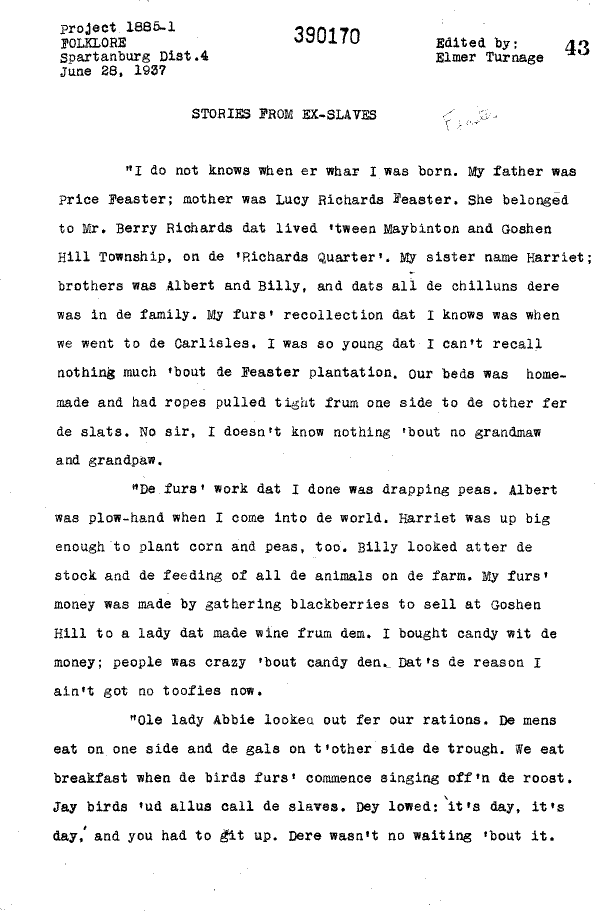 Project 1885-1
FOLKLORE
Spartanburg Dist.4
June 28, 1937
390170
Edited by:
Elmer Turnage
43
STORIES FROM EX-SLAVES
"I do not knows when er whar I was born. My father was
Price Feaster; mother was Lucy Richards Feaster. She belonged
to Mr. Berry Richards dat lived 'tween Maybinton and Goshen
Hill Township, on de 'Richards Quarter'. My sister name Harriet;
brothers was Albert and Billy, and dats all de chilluns dere
was in de family. My furs' recollection dat I knows was when
we went to de Carlisles. I was so young dat I can't recall
nothing much 'bout de Feaster plantation. Our beds was home-
made and had ropes pulled tight frum one side to de other fer
de slats. No sir, I doesn't know nothing 'bout no grandmaw
and grandpaw.
"De furs' work dat I done was drapping peas. Albert
was plow-hand when I come into de world. Harriet was up big
enough to plant corn and peas, too. Billy looked atter de
stock and de feeding of all de animals on de farm. My furs'
money was made by gathering blackberries to sell at Goshen
Hill to a lady dat made wine frum dem. I bought candy wit de
money; people was crazy 'bout candy den. Dat's de reason I
ain't got no toofies now.
"Ole lady Abbie looked out fer our rations. De mens
eat on one side and de gals on t'other side de trough. We eat
breakfast when de birds furs' commence singing off'n de roost.
Jay birds 'ud allus call de slaves. Dey lowed: 'it's day, it's
day,' and you had to git up. Dere wasn't no waiting 'bout it.